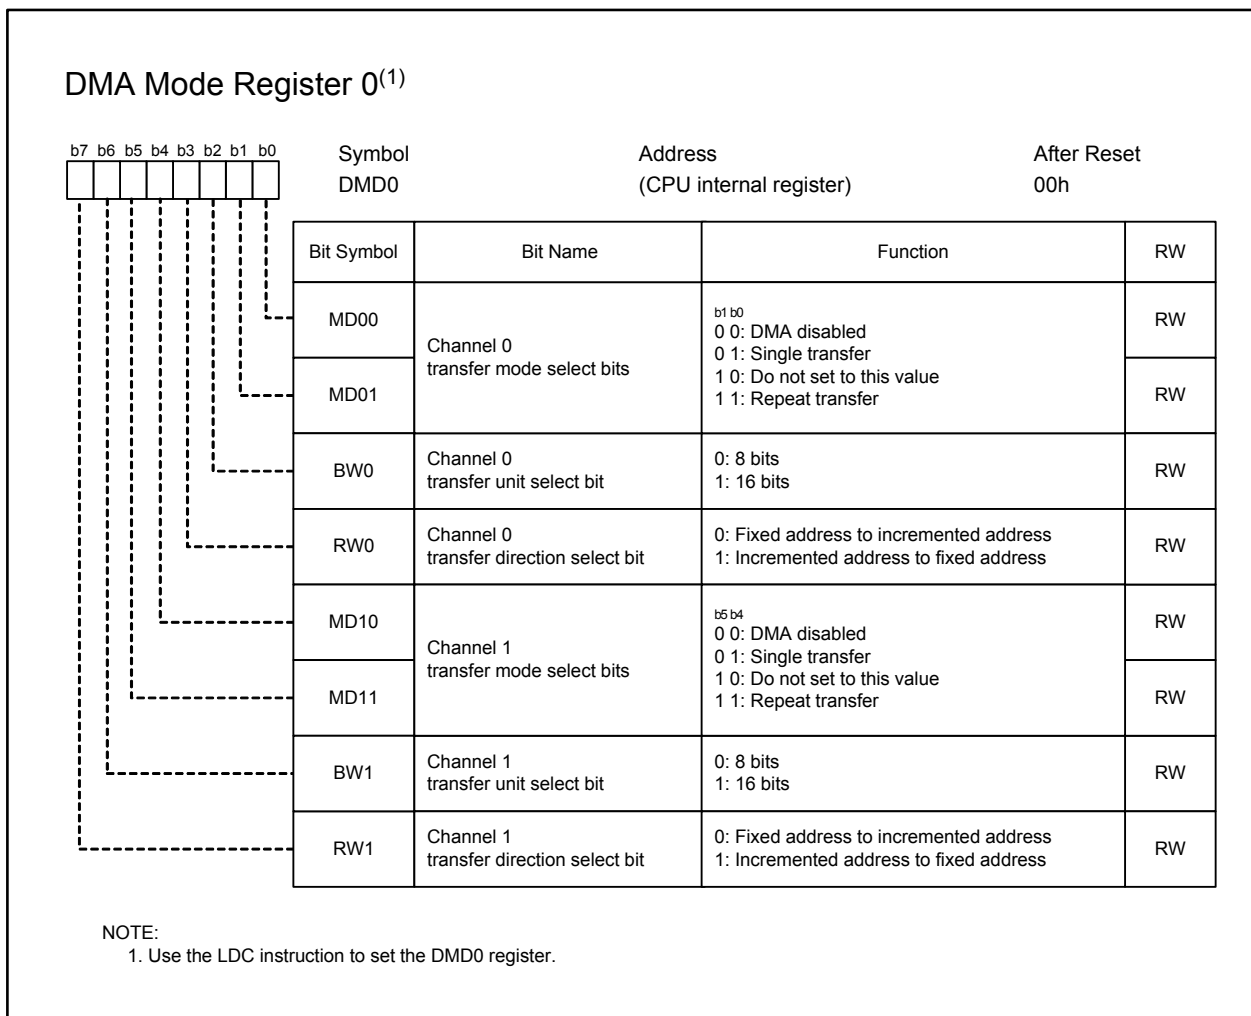 DMA Mode Register 0(1)
b7 b6 b5 b4 b3 b2 b1 b0
Symbol Address After Reset
DMD0 (CPU internal register) 00h
Bit Symbol Bit Name Function RW
MD00
MD01
Channel 0
transfer mode select bits
b1 b0
0 0: DMA disabled
0 1: Single transfer
1 0: Do not set to this value
1 1: Repeat transfer
RW
RW
BW0
Channel 0
transfer unit select bit
0: 8 bits
1: 16 bits
RW
RW0
Channel 0
transfer direction select bit
0: Fixed address to incremented address
1: Incremented address to fixed address
RW
MD10
MD11
Channel 1
transfer mode select bits
b5 b4
0 0: DMA disabled
0 1: Single transfer
1 0: Do not set to this value
1 1: Repeat transfer
RW
RW
BW1
Channel 1
transfer unit select bit
0: 8 bits
1: 16 bits
RW
RW1
Channel 1
transfer direction select bit
0: Fixed address to incremented address
1: Incremented address to fixed address
RW
NOTE:
1. Use the LDC instruction to set the DMD0 register.